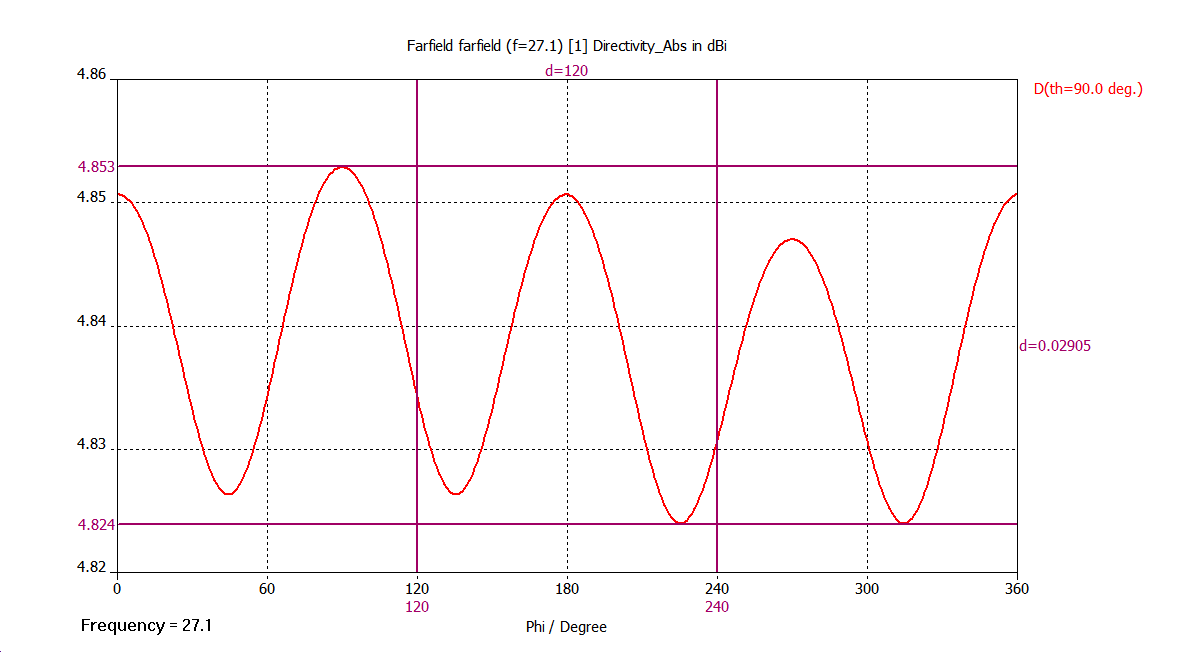 Farfield farfield (f=27.1) [1] Directivity_Abs in dBi
d=120
4.86
D(th=90.0 deg.)
4.853
4.85
4.84
d=0.02905
4.83
4.824
4.82
0 60 120 180 240 300 360
120 240
Frequency = 27.1
Phi / Degree